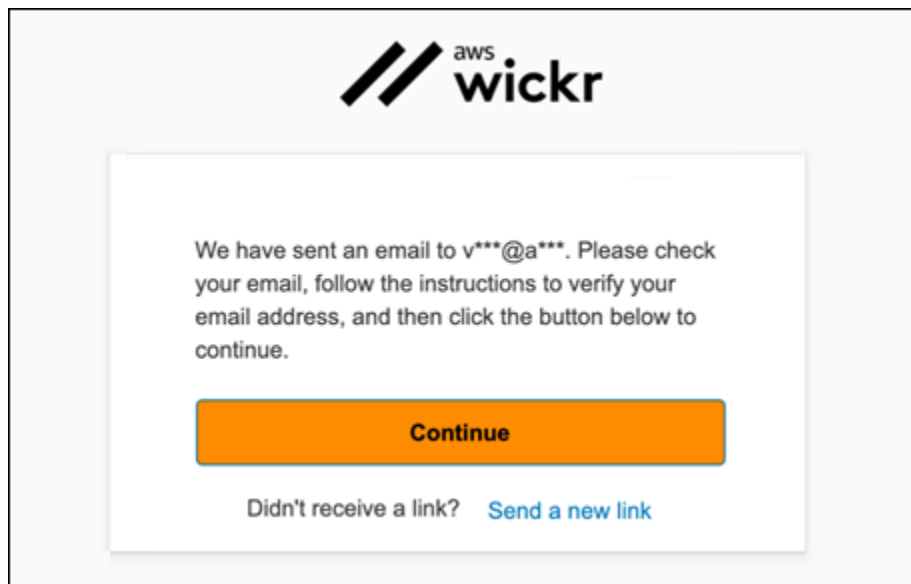 aws
wickr
We have sent an email to v***@a***. Please check
your email, follow the instructions to verify your
email address, and then click the button below to
continue.
Continue
Didn't receive a link? Send a new link